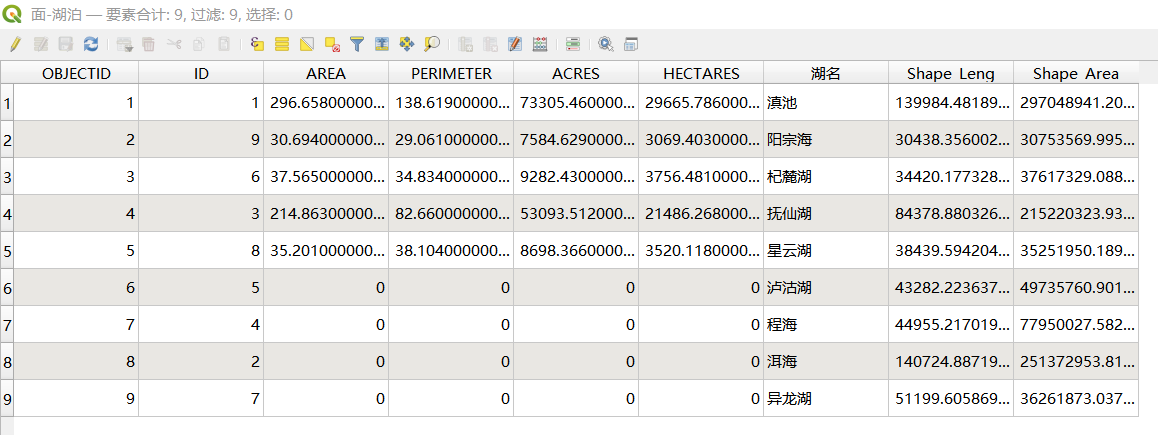 面-湖泊 — 要素合计: 9, 过滤: 9, 选择: 0
OBJECTID ID AREA PERIMETER ACRES HECTARES 湖名 Shape_Leng Shape_Area
1 1 1 296.65800000... 138.61900000... 73305.460000... 29665.786000... 滇池 139984.48189... 297048941.20...
2 2 9 30.694000000... 29.061000000... 7584.6290000... 3069.4030000... 阳宗海 30438.356002... 30753569.995...
3 3 6 37.565000000... 34.834000000... 9282.4300000... 3756.4810000... 杞麓湖 34420.177328... 37617329.088...
4 4 3 214.86300000... 82.660000000... 53093.512000... 21486.268000... 抚仙湖 84378.880326... 215220323.93...
5 5 8 35.201000000... 38.104000000... 8698.3660000... 3520.1180000... 星云湖 38439.594204... 35251950.189...
6 6 5 0 0 0 0 泸沽湖 43282.223637... 49735760.901...
7 7 4 0 0 0 0 程海 44955.217019... 77950027.582...
8 8 2 0 0 0 0 洱海 140724.88719... 251372953.81...
9 9 7 0 0 0 0 异龙湖 51199.605869... 36261873.037...